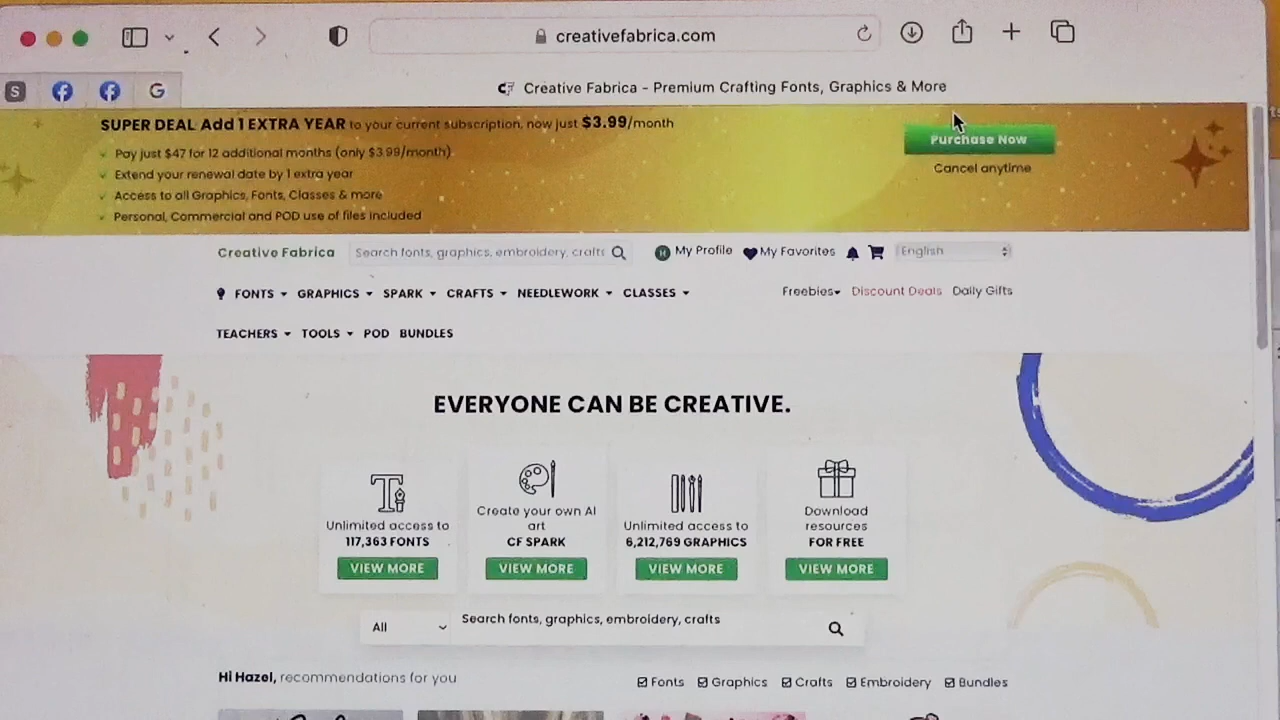 creativefabrica.com
S
G
CF Creative Fabrica - Premium Crafting Fonts, Graphics & More
SUPER DEAL Add 1 EXTRA YEAR to your current subscription, now just $3.99/month
Pay just $47 for 12 additional months (only $3.99/month)
Extend your renewal date by 1 extra year
Access to all Graphics, Fonts, Classes & more
Personal, Commercial and POD use of files included
Purchase Now
Cancel anytime
Creative Fabrica Search fonts, graphics, embroidery, crafts H My Profile My Favorites English
FONTS GRAPHICS SPARK CRAFTS NEEDLEWORK CLASSES Freebies Discount Deals Daily Gifts
TEACHERS TOOLS POD BUNDLES
EVERYONE CAN BE CREATIVE.
Unlimited access to
117,363 FONTS
VIEW MORE
Create your own AI
art
CF SPARK
VIEW MORE
Unlimited access to
6,212,769 GRAPHICS
VIEW MORE
Download
resources
FOR FREE
VIEW MORE
All Search fonts, graphics, embroidery, crafts
Hi Hazel, recommendations for you Fonts Graphics Crafts Embroidery Bundles